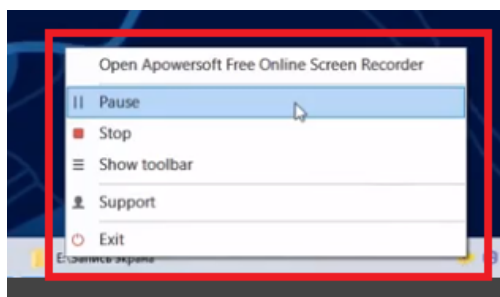 Open Apowersoft Free Online Screen Recorder
Pause
Stop
Show toolbar
Support
Exit
E:\Запись экрана